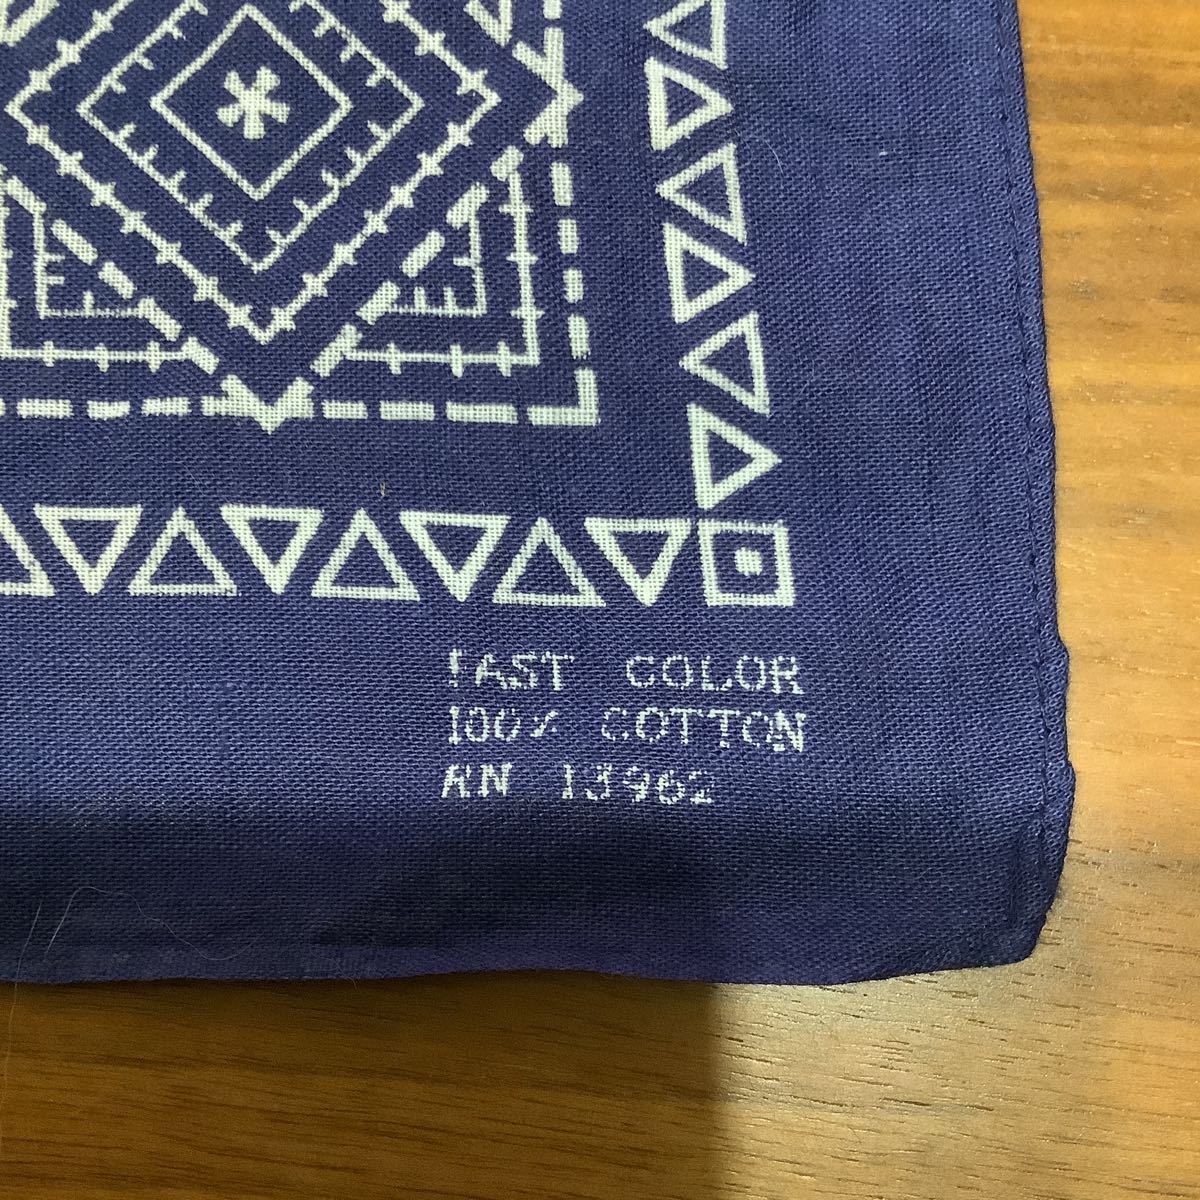 FAST COLOR
100% COTTON
RN 13962